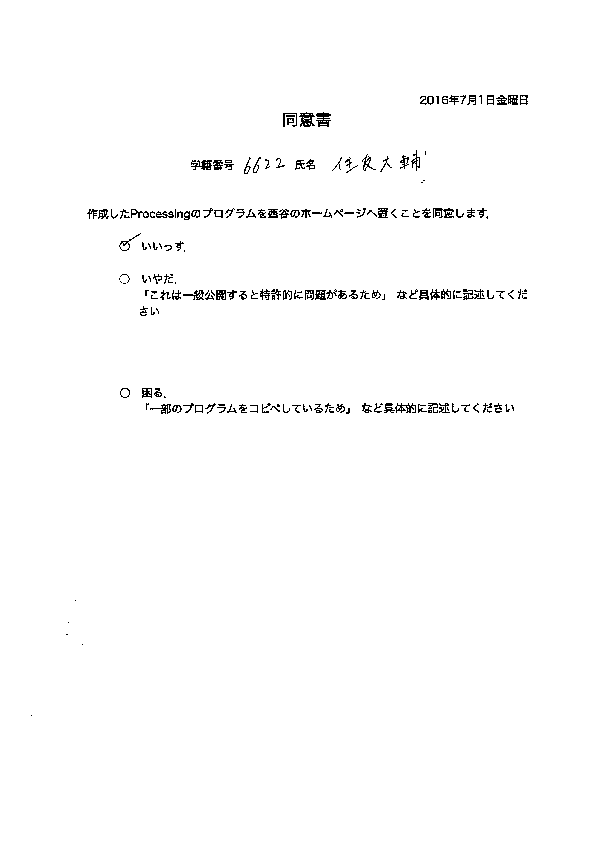 2016年7月1日金曜日
同意書
学籍番号 6622 氏名 大輔
作成したProcessingのプログラムを西谷のホームページへ置くことを同意します．
いいっす．
いやだ．
「これは一般公開すると特許的に問題があるため」 など具体的に記述してくだ
さい
困る．
「一部のプログラムをコピペしているため」 など具体的に記述してください